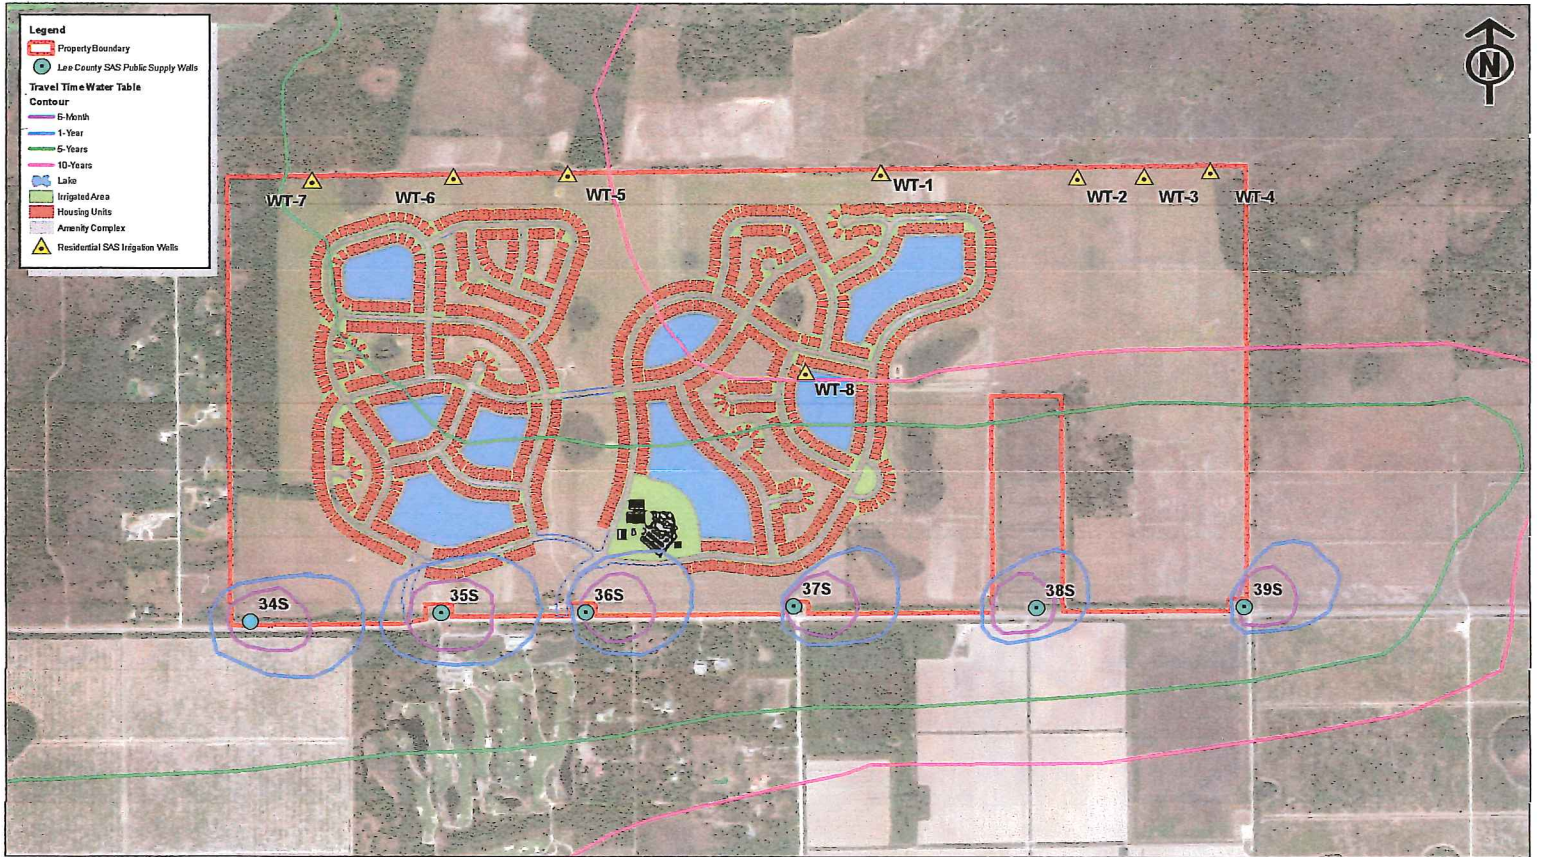 Legend
Property Boundary
Lee County SAS Public Supply Wells
Travel Time Water Table
Contour
6-Month
1-Year
5-Years
10-Years
Lake
Irrigated Area
Housing Units
Amenity Complex
Residential SAS Irrigation Wells
N
WT-7
WT-6
WT-5
WT-1
WT-2
WT-3
WT-4
WT-8
34S
35S
36S
37S
38S
39S